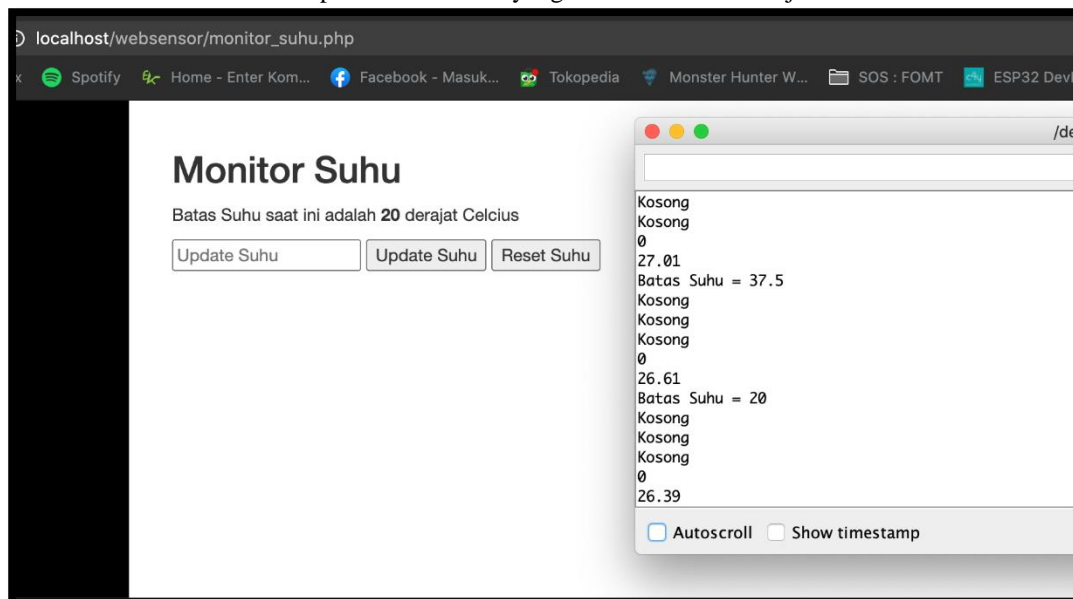 localhost/websensor/monitor_suhu.php
Spotify Home - Enter Kom... Facebook - Masuk... Tokopedia Monster Hunter W... SOS : FOMT ESP32 Devl
Monitor Suhu
Batas Suhu saat ini adalah 20 derajat Celcius
Update Suhu Update Suhu Reset Suhu
/de
Kosong
Kosong
0
27.01
Batas Suhu = 37.5
Kosong
Kosong
Kosong
0
26.61
Batas Suhu = 20
Kosong
Kosong
Kosong
0
26.39
Autoscroll Show timestamp